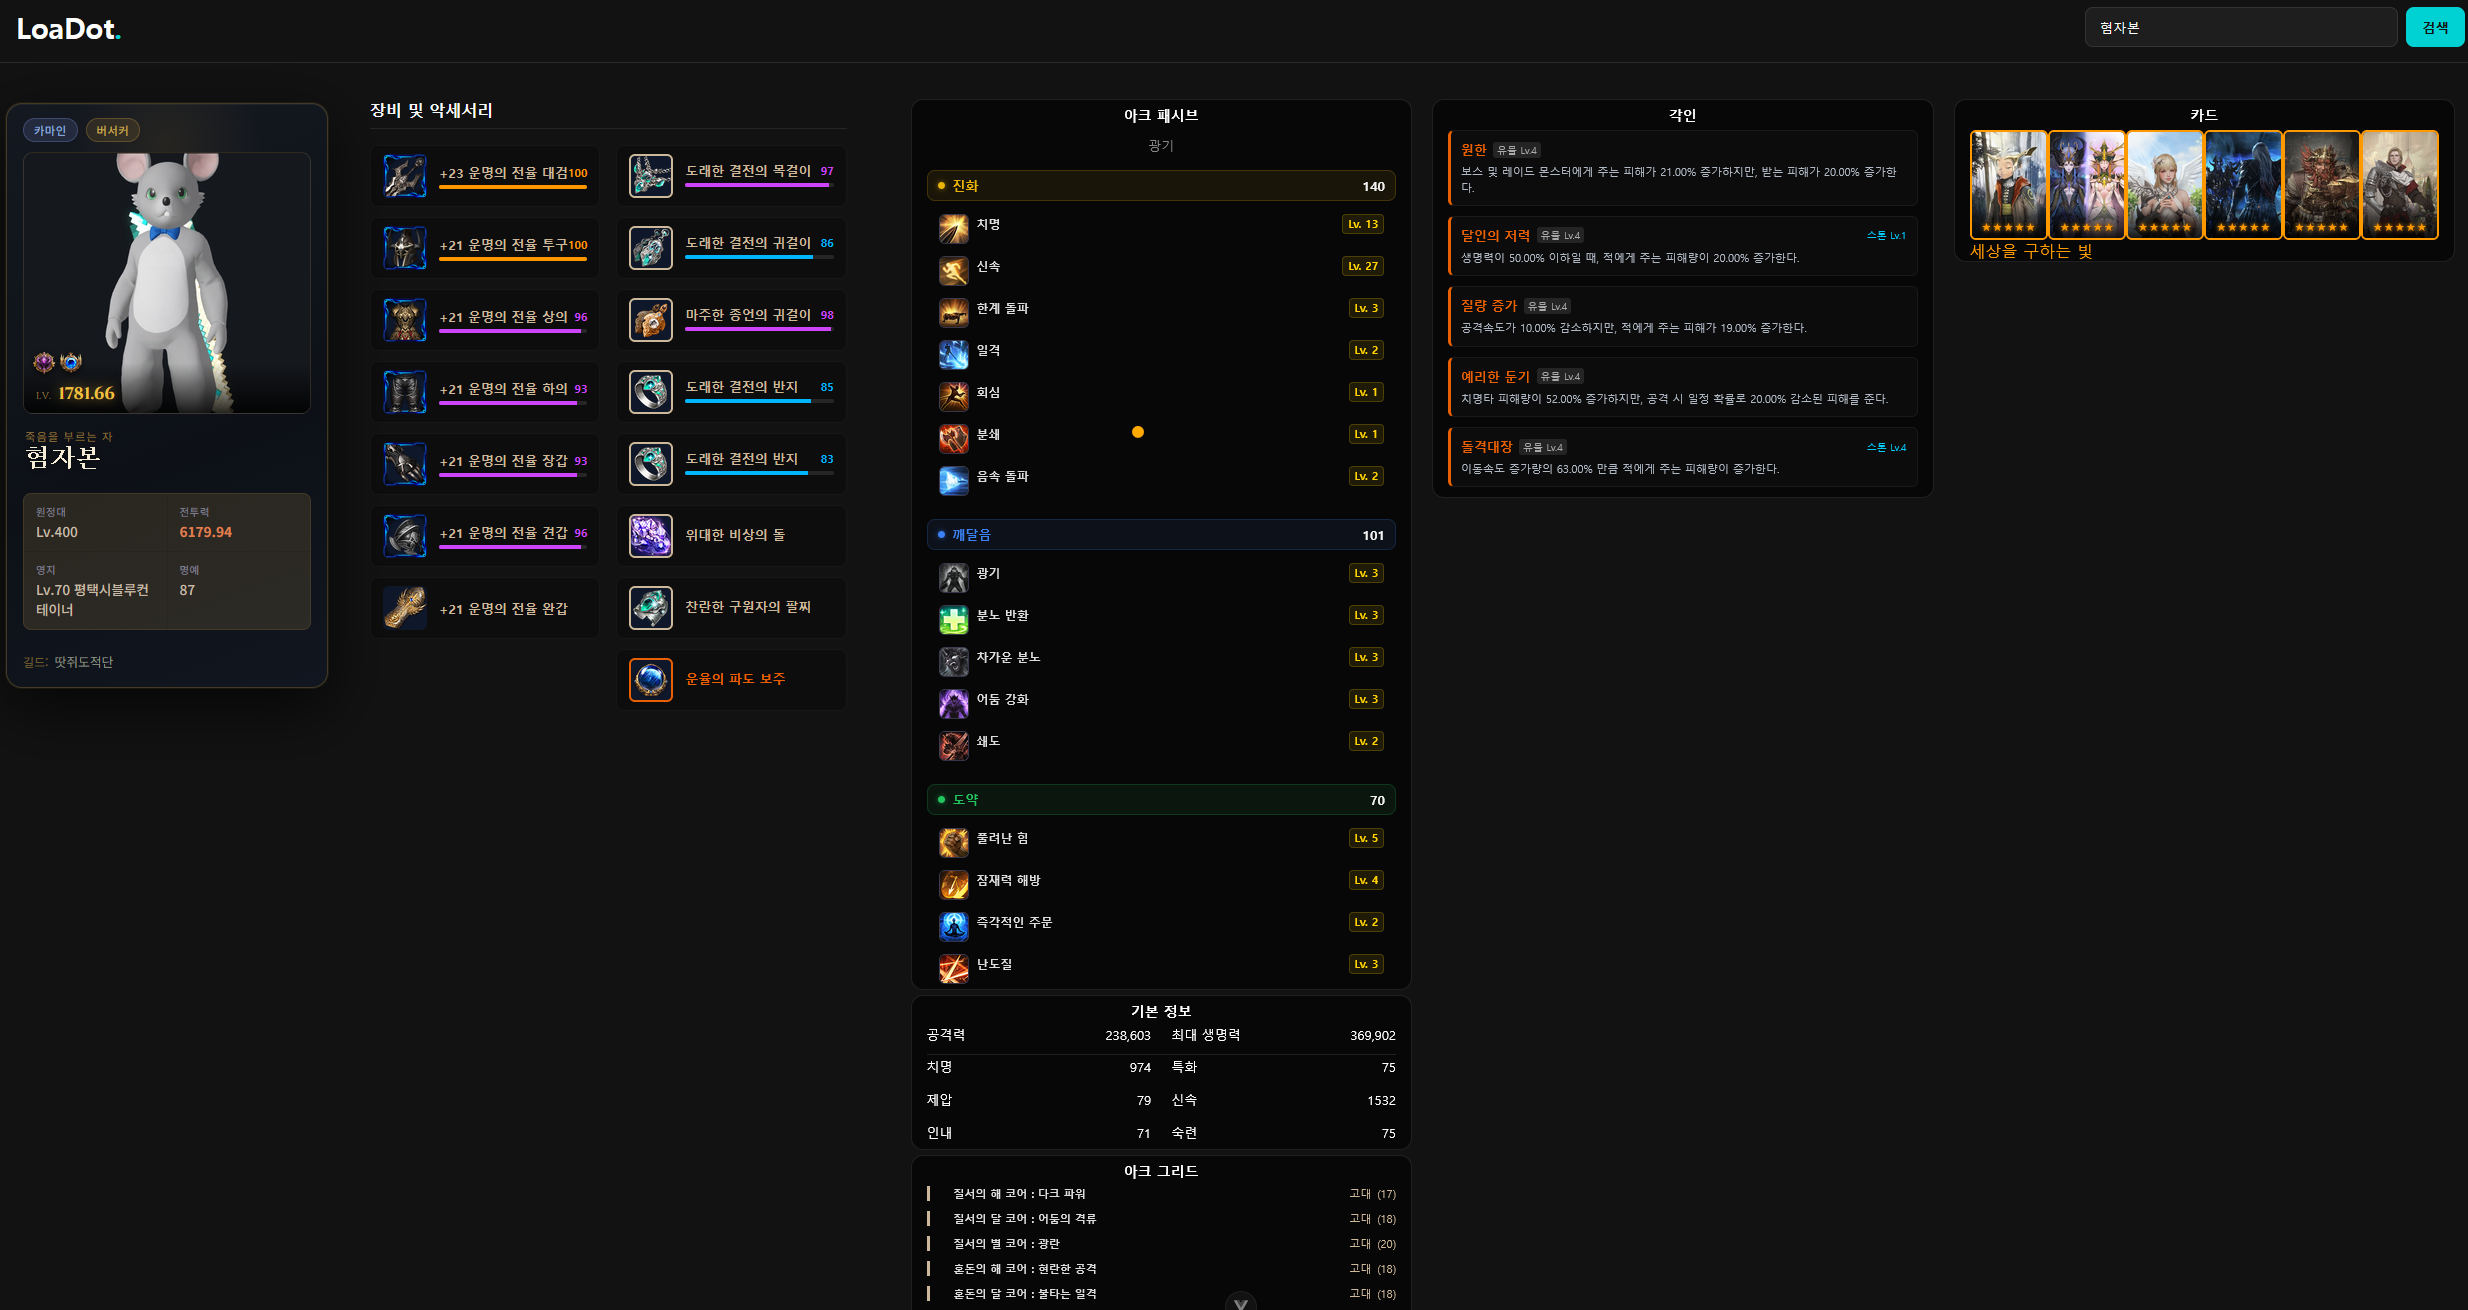 LoaDot.
혐자본
검색
카마인
버서커
LV. 1781.66
죽음을 부르는 자
혐자본
원정대
Lv.400
전투력
6179.94
영지
Lv.70 평택시블루컨
테이너
명예
87
길드: 땃쥐도적단
장비 및 악세서리
+23 운명의 전율 대검 100
+21 운명의 전율 투구 100
+21 운명의 전율 상의 96
+21 운명의 전율 하의 93
+21 운명의 전율 장갑 93
+21 운명의 전율 견갑 96
+21 운명의 전율 완갑
도래한 결전의 목걸이 97
도래한 결전의 귀걸이 86
마주한 종언의 귀걸이 98
도래한 결전의 반지 85
도래한 결전의 반지 83
위대한 비상의 돌
찬란한 구원자의 팔찌
운율의 파도 보주
아크 패시브
광기
진화 140
치명 Lv. 13
신속 Lv. 27
한계 돌파 Lv. 3
일격 Lv. 2
회심 Lv. 1
분쇄 Lv. 1
음속 돌파 Lv. 2
깨달음 101
광기 Lv. 3
분노 반환 Lv. 3
차가운 분노 Lv. 3
어둠 강화 Lv. 3
쇄도 Lv. 2
도약 70
풀려난 힘 Lv. 5
잠재력 해방 Lv. 4
즉각적인 주문 Lv. 2
난도질 Lv. 3
기본 정보
공격력 238,603 최대 생명력 369,902
치명 974 특화 75
제압 79 신속 1532
인내 71 숙련 75
아크 그리드
질서의 해 코어 : 다크 파워 고대 (17)
질서의 달 코어 : 어둠의 격류 고대 (18)
질서의 별 코어 : 광란 고대 (20)
혼돈의 해 코어 : 현란한 공격 고대 (18)
혼돈의 달 코어 : 불타는 일격 고대 (18)
각인
원한 유물 Lv.4
보스 및 레이드 몬스터에게 주는 피해가 21.00% 증가하지만, 받는 피해가 20.00% 증가한
다.
달인의 저력 유물 Lv.4 스톤 Lv.1
생명력이 50.00% 이하일 때, 적에게 주는 피해량이 20.00% 증가한다.
질량 증가 유물 Lv.4
공격속도가 10.00% 감소하지만, 적에게 주는 피해가 19.00% 증가한다.
예리한 둔기 유물 Lv.4
치명타 피해량이 52.00% 증가하지만, 공격 시 일정 확률로 20.00% 감소된 피해를 준다.
돌격대장 유물 Lv.4 스톤 Lv.4
이동속도 증가량의 63.00% 만큼 적에게 주는 피해량이 증가한다.
카드
세상을 구하는 빛